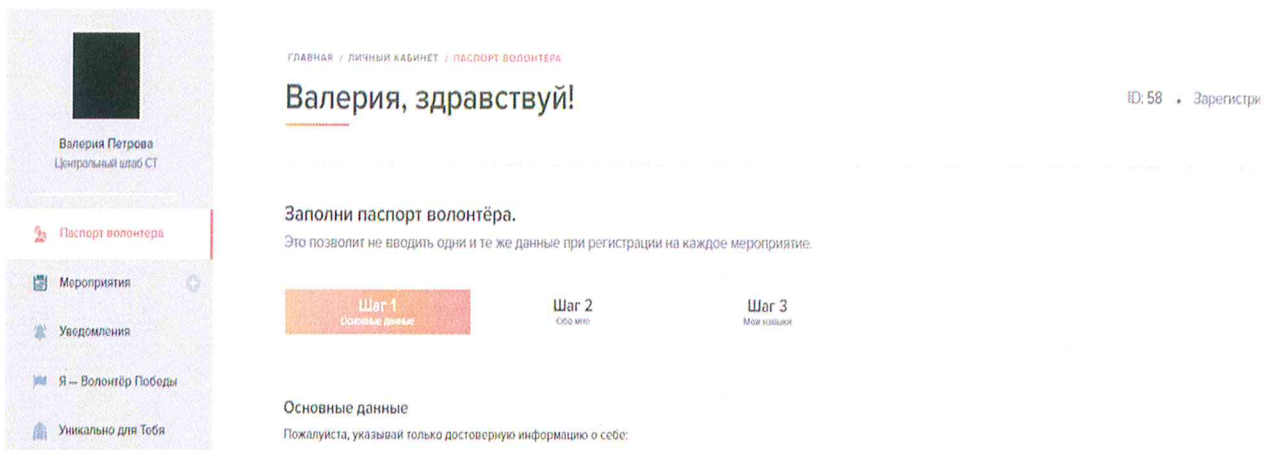 Валерия Петрова
Центральный штаб СТ
Паспорт волонтера
Мероприятия
Уведомления
Я — Волонтёр Победы
Уникально для Тебя
ГЛАВНАЯ / ЛИЧНЫЙ КАБИНЕТ / ПАСПОРТ ВОЛОНТЕРА
Валерия, здравствуй!
ID: 58 • Зарегистри
Заполни паспорт волонтёра.
Это позволит не вводить одни и те же данные при регистрации на каждое мероприятие.
Шаг 1
Основные данные
Шаг 2
Обо мне
Шаг 3
Мои навыки
Основные данные
Пожалуйста, указывай только достоверную информацию о себе: